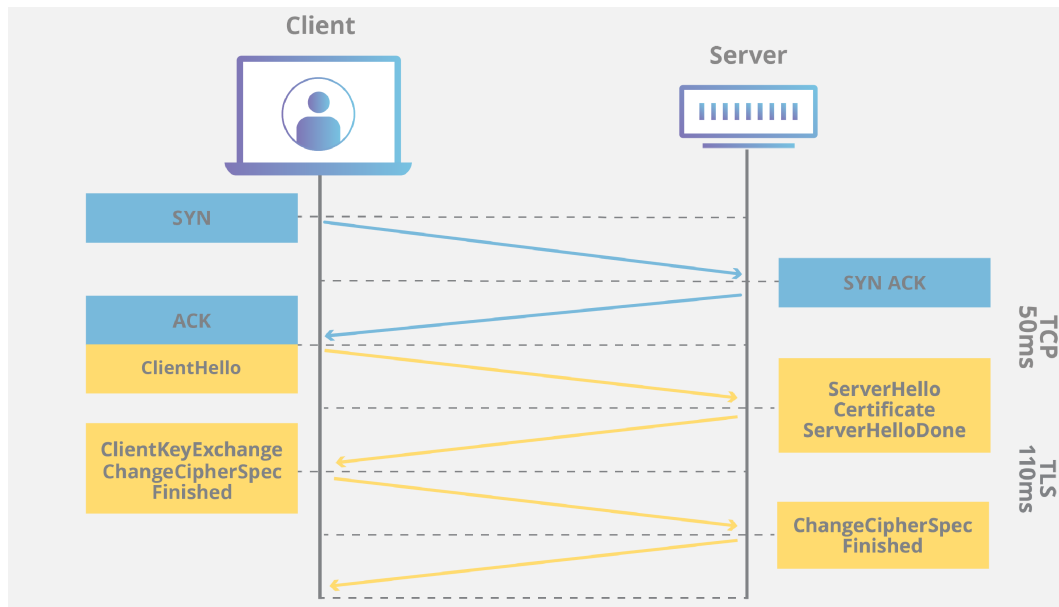 Client
Server
SYN
SYN ACK
ACK
ClientHello
ServerHello
Certificate
ServerHelloDone
TCP
50ms
ClientKeyExchange
ChangeCipherSpec
Finished
ChangeCipherSpec
Finished
TLS
110ms